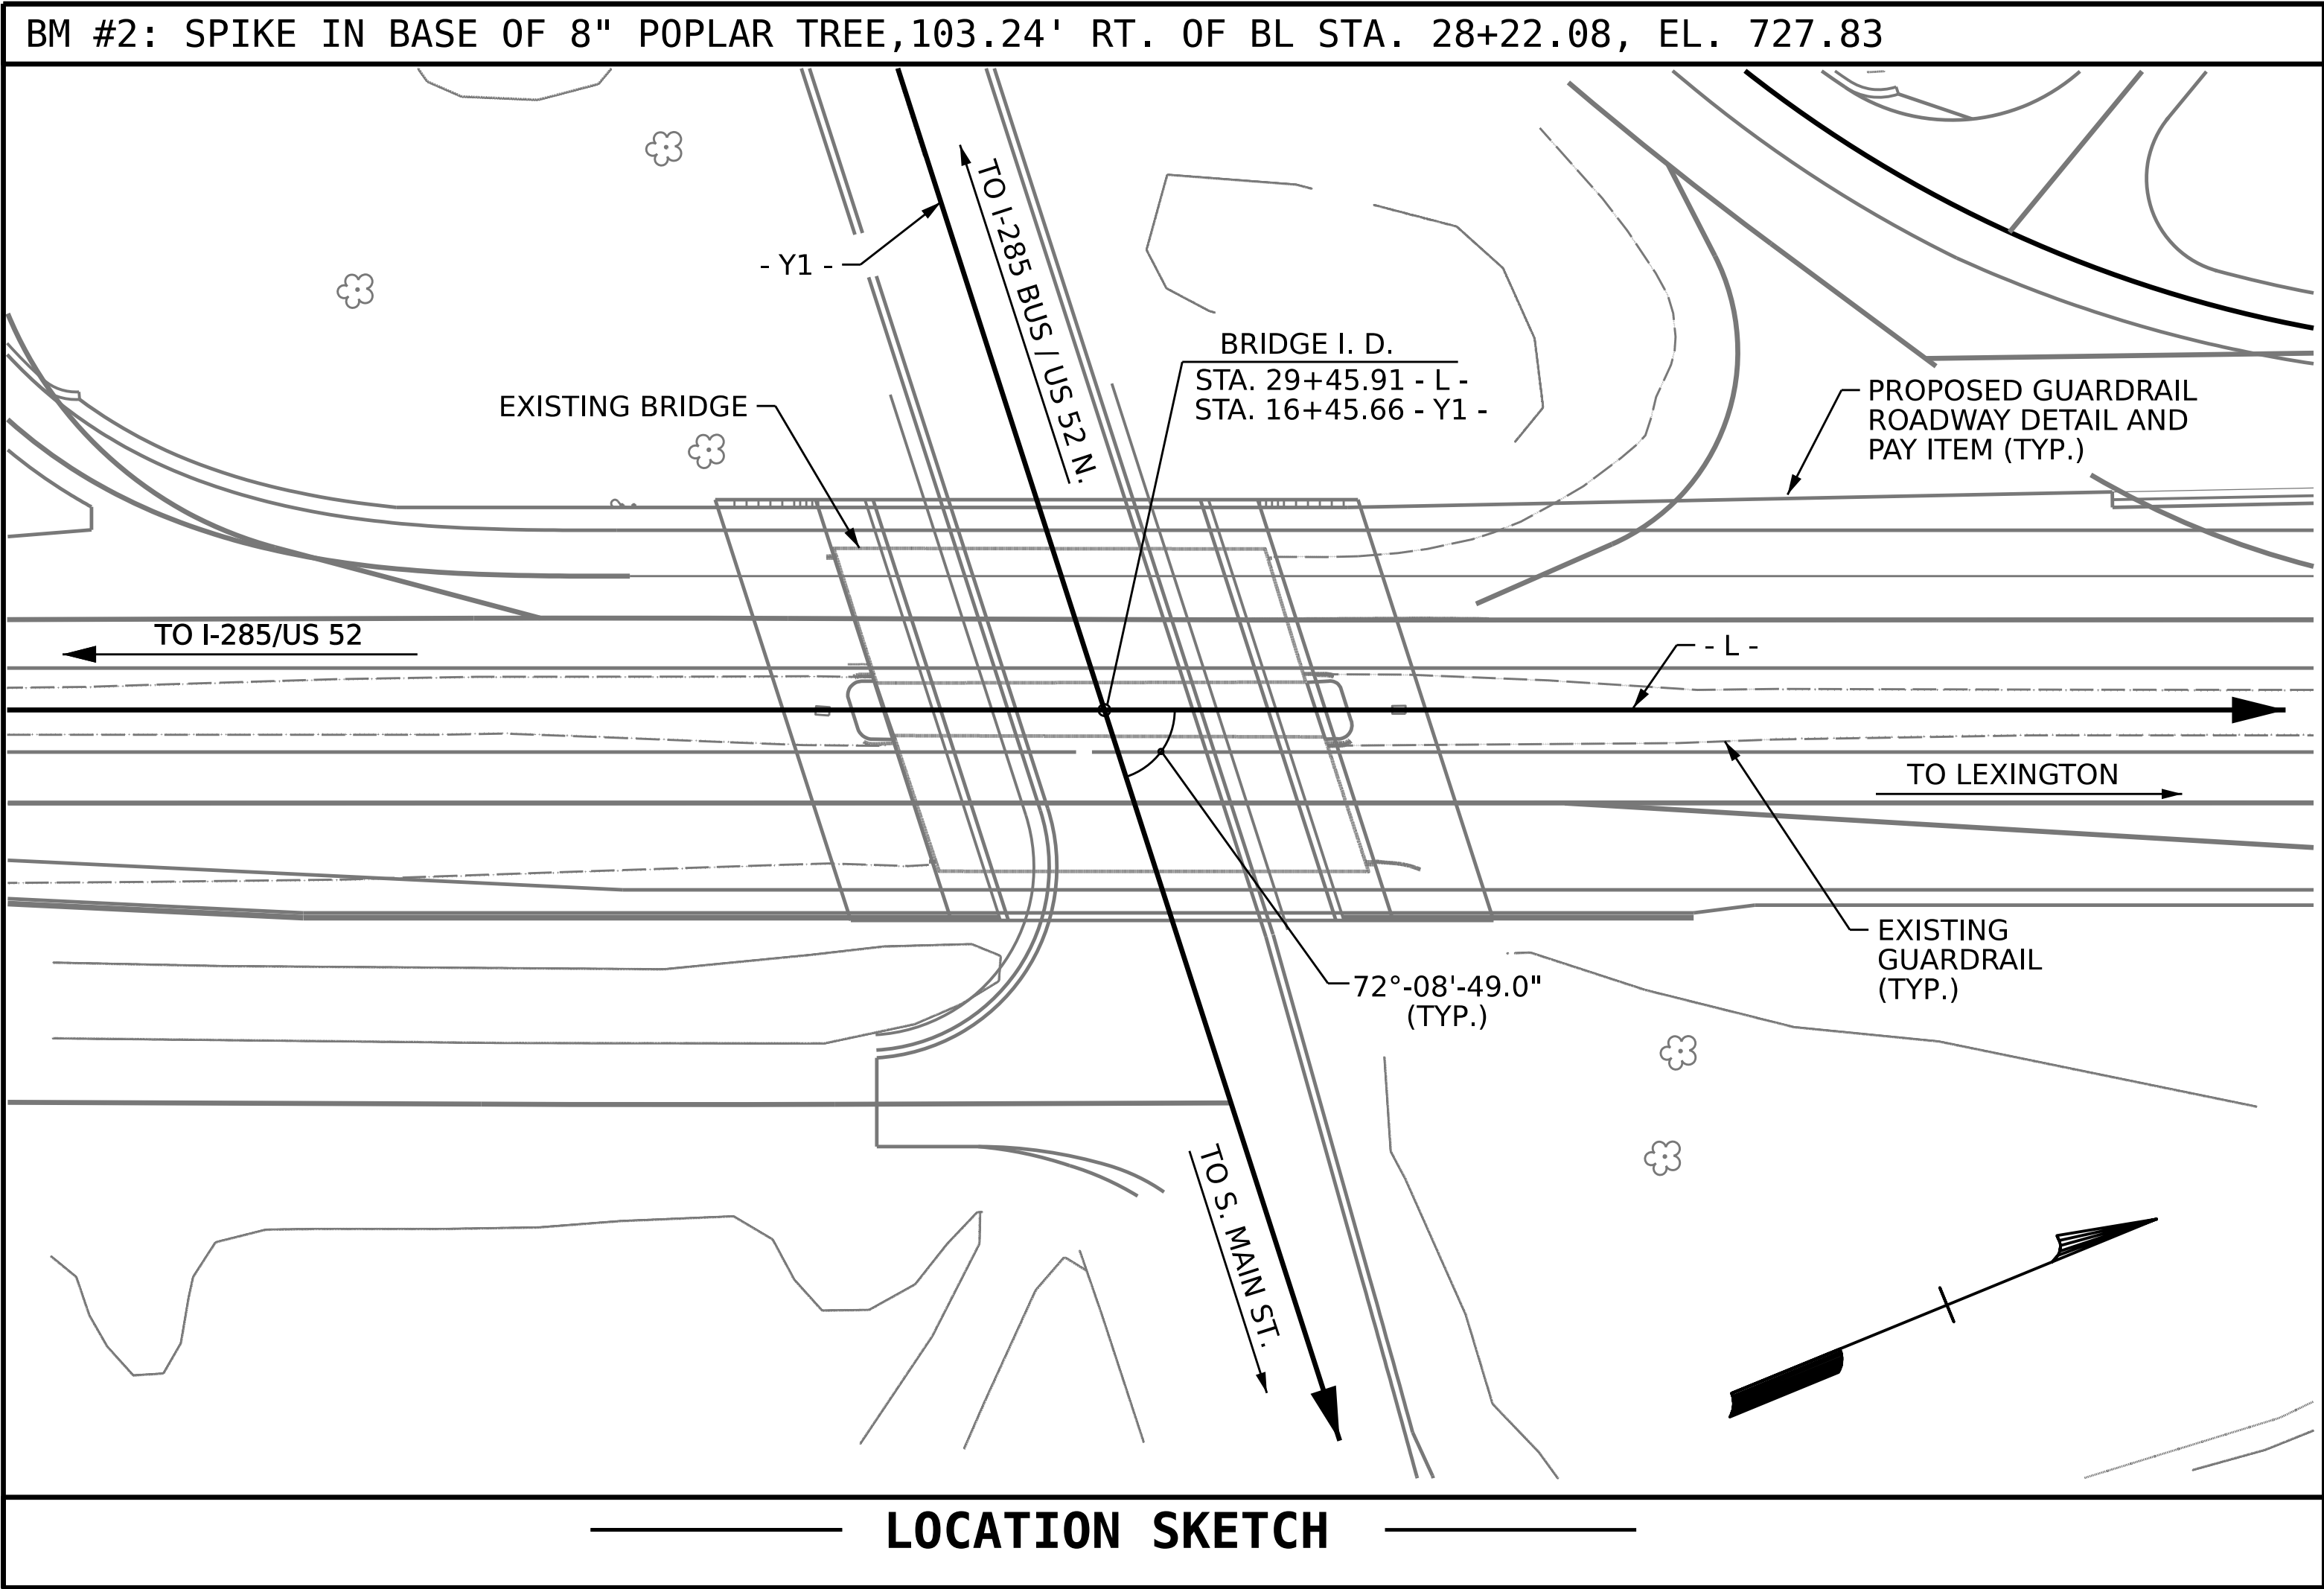 BM #2: SPIKE IN BASE OF 8" POPLAR TREE,103.24' RT. OF BL STA. 28+22.08, EL. 727.83
TO I-285 BUS / US 52 N.
- Y1 -
BRIDGE I. D.
STA. 29+45.91 - L -
STA. 16+45.66 - Y1 -
EXISTING BRIDGE
PROPOSED GUARDRAIL
ROADWAY DETAIL AND
PAY ITEM (TYP.)
TO I-285/US 52
- L -
TO LEXINGTON
EXISTING
GUARDRAIL
(TYP.)
72°-08'-49.0"
(TYP.)
TO S. MAIN ST.
LOCATION SKETCH